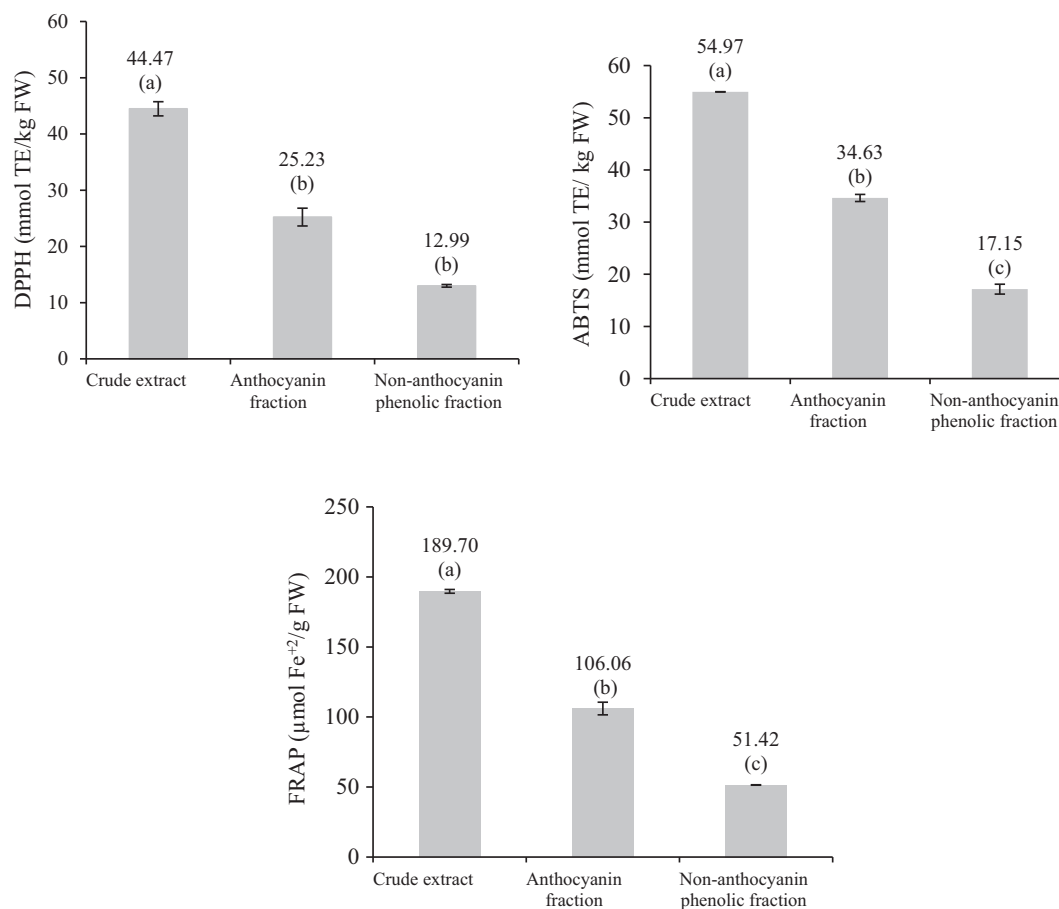 DPPH (mmol TE/kg FW)
60
50
40
30
20
10
0
44.47
(a)
25.23
(b)
12.99
(b)
Crude extract
Anthocyanin
fraction
Non-anthocyanin
phenolic fraction
ABTS (mmol TE/ kg FW)
60
50
40
30
20
10
0
54.97
(a)
34.63
(b)
17.15
(c)
Crude extract
Anthocyanin
fraction
Non-anthocyanin
phenolic fraction
FRAP (µmol Fe⁺²/g FW)
250
200
150
100
50
0
189.70
(a)
106.06
(b)
51.42
(c)
Crude extract
Anthocyanin
fraction
Non-anthocyanin
phenolic fraction